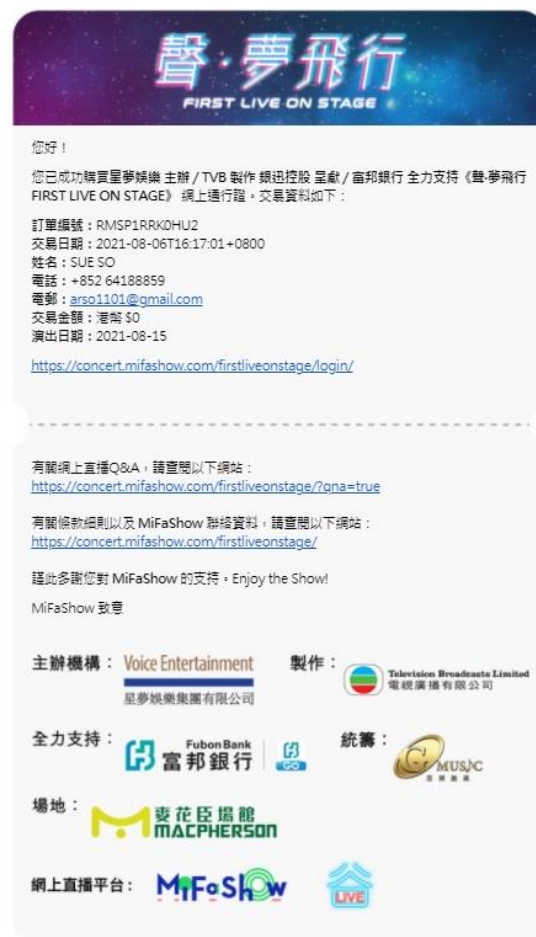 聲·夢飛行
FIRST LIVE ON STAGE
您好！
您已成功購買星夢娛樂 主辦 / TVB 製作 銀迅控股 呈獻 / 富邦銀行 全力支持《聲·夢飛行
FIRST LIVE ON STAGE》 網上通行證。交易資料如下：
訂單編號：RMSP1RRK0HU2
交易日期：2021-08-06T16:17:01+0800
姓名：SUE SO
電話：+852 64188859
電郵：arso1101@gmail.com
交易金額：港幣 $0
演出日期：2021-08-15
https://concert.mifashow.com/firstliveonstage/login/
有關網上直播Q&A，請查閱以下網站：
https://concert.mifashow.com/firstliveonstage/?qna=true
有關條款細則以及 MiFaShow 聯絡資料，請查閱以下網站：
https://concert.mifashow.com/firstliveonstage/
謹此多謝您對 MiFaShow 的支持。Enjoy the Show!
MiFaShow 致意
主辦機構： Voice Entertainment
星夢娛樂集團有限公司
製作： Television Broadcasts Limited
電視廣播有限公司
全力支持： Fubon Bank
富邦銀行
GO
統籌： MUSIC
場地： 麥花臣場館
MACPHERSON
網上直播平台： MiFaShow
LIVE